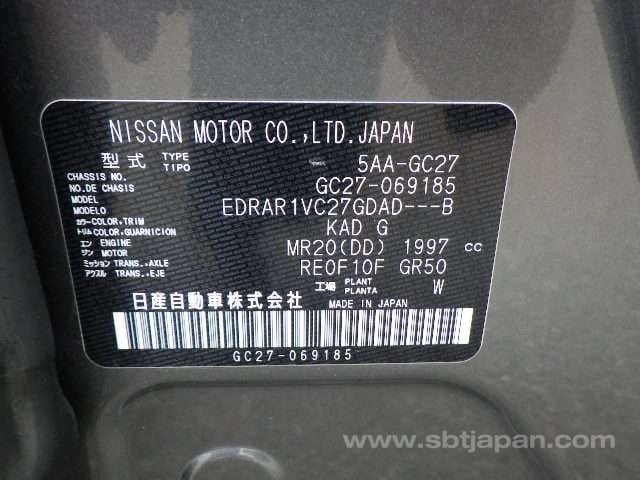 NISSAN MOTOR CO.,LTD.JAPAN
型式 TYPE TIPO 5AA-GC27
CHASSIS NO. NO.DE CHASIS GC27-069185
MODEL MODELO EDRAR1VC27GDAD---B
カラー COLOR,TRIM トリム COLOR,GUARNICION KAD G
エンジン ENGINE MOTOR MR20(DD) 1997 cc
ミッション TRANS.,AXLE アクスル TRANS.,EJE RE0F10F GR50
工場 PLANT PLANTA W
日産自動車株式会社 MADE IN JAPAN
GC27-069185
www.sbtjapan.com